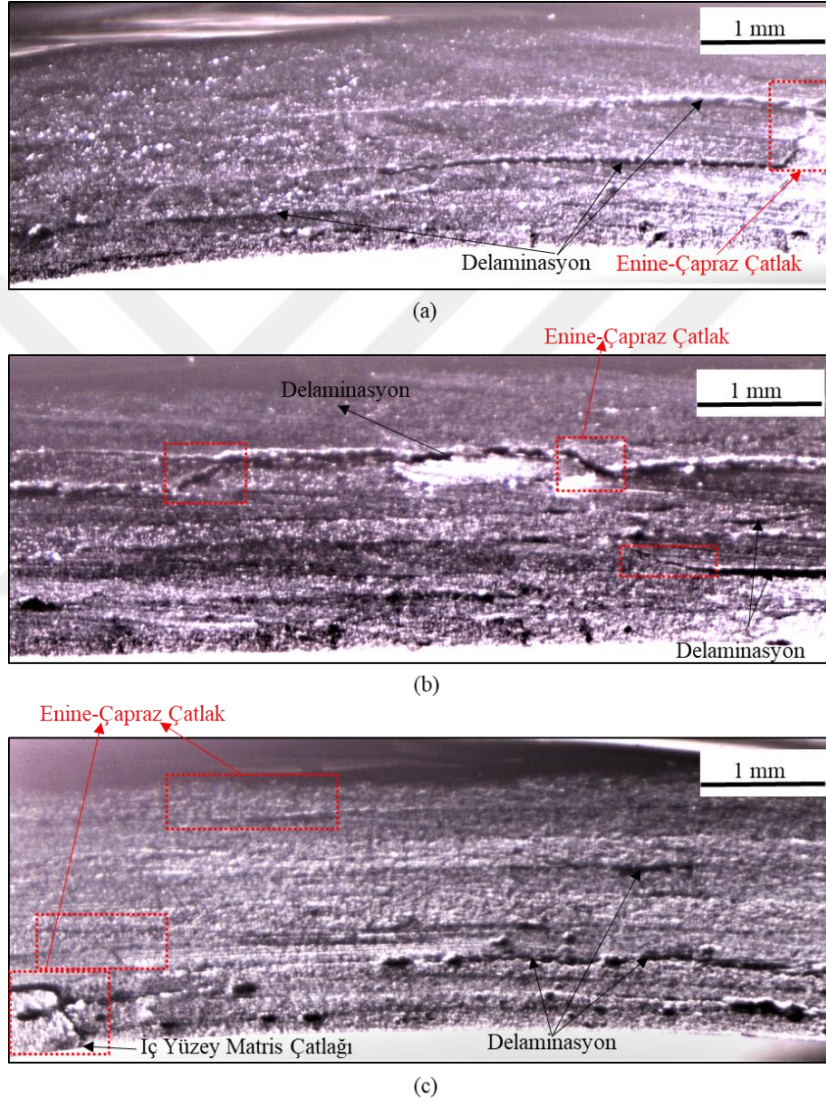 1 mm
Delaminasyon
Enine-Çapraz Çatlak
(a)
Enine-Çapraz Çatlak
Delaminasyon
1 mm
Delaminasyon
(b)
Enine-Çapraz Çatlak
1 mm
İç Yüzey Matris Çatlağı
Delaminasyon
(c)